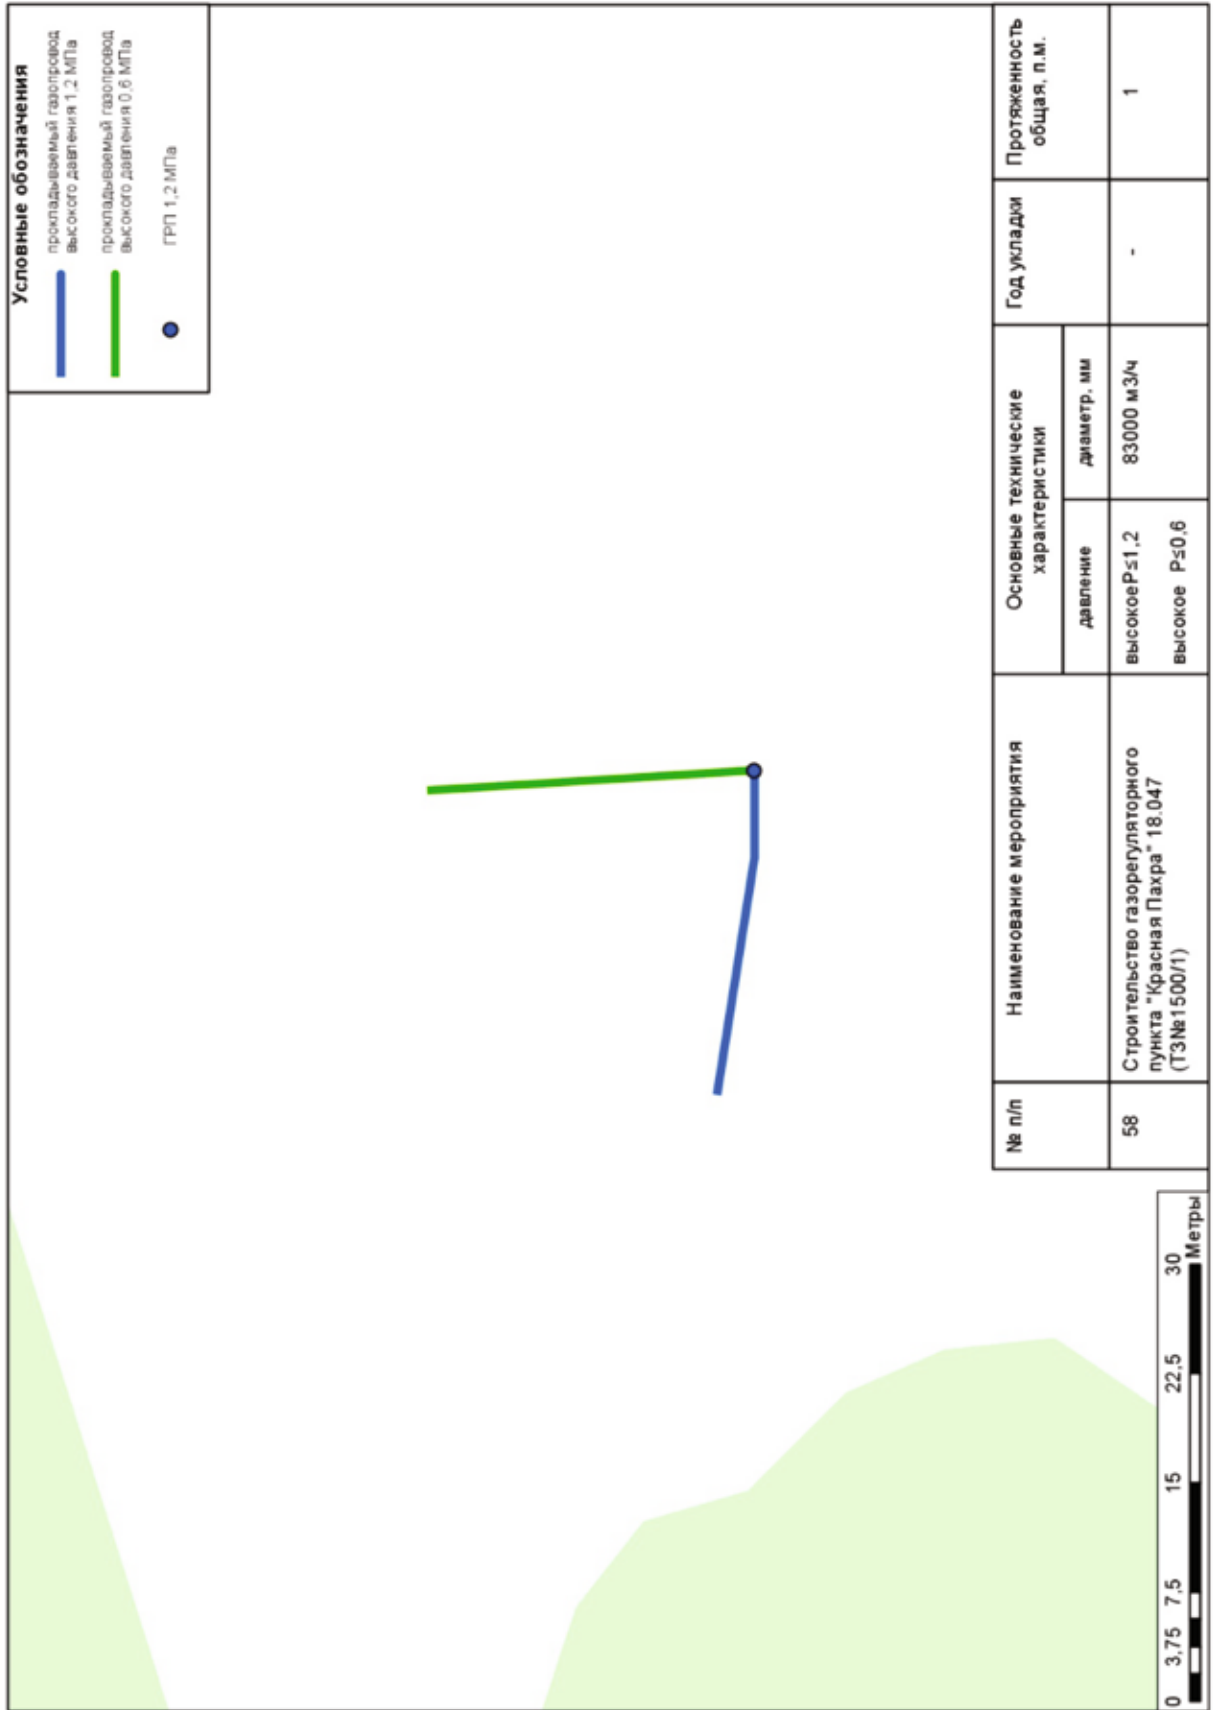 Условные обозначения
прокладываемый газопровод
высокого давления 1,2 МПа
прокладываемый газопровод
высокого давления 0,6 МПа
ГРП 1,2 МПа
№ п/п
Наименование мероприятия
Основные технические
характеристики
давление
диаметр, мм
Год укладки
Протяженность
общая, п.м.
58
Строительство газорегуляторного
пункта "Красная Пахра" 18.047
(ТЗ№1500/1)
высокоеP≤1,2
высокое P≤0,6
83000 м3/ч
-
1
0 3,75 7,5 15 22,5 30
Метры